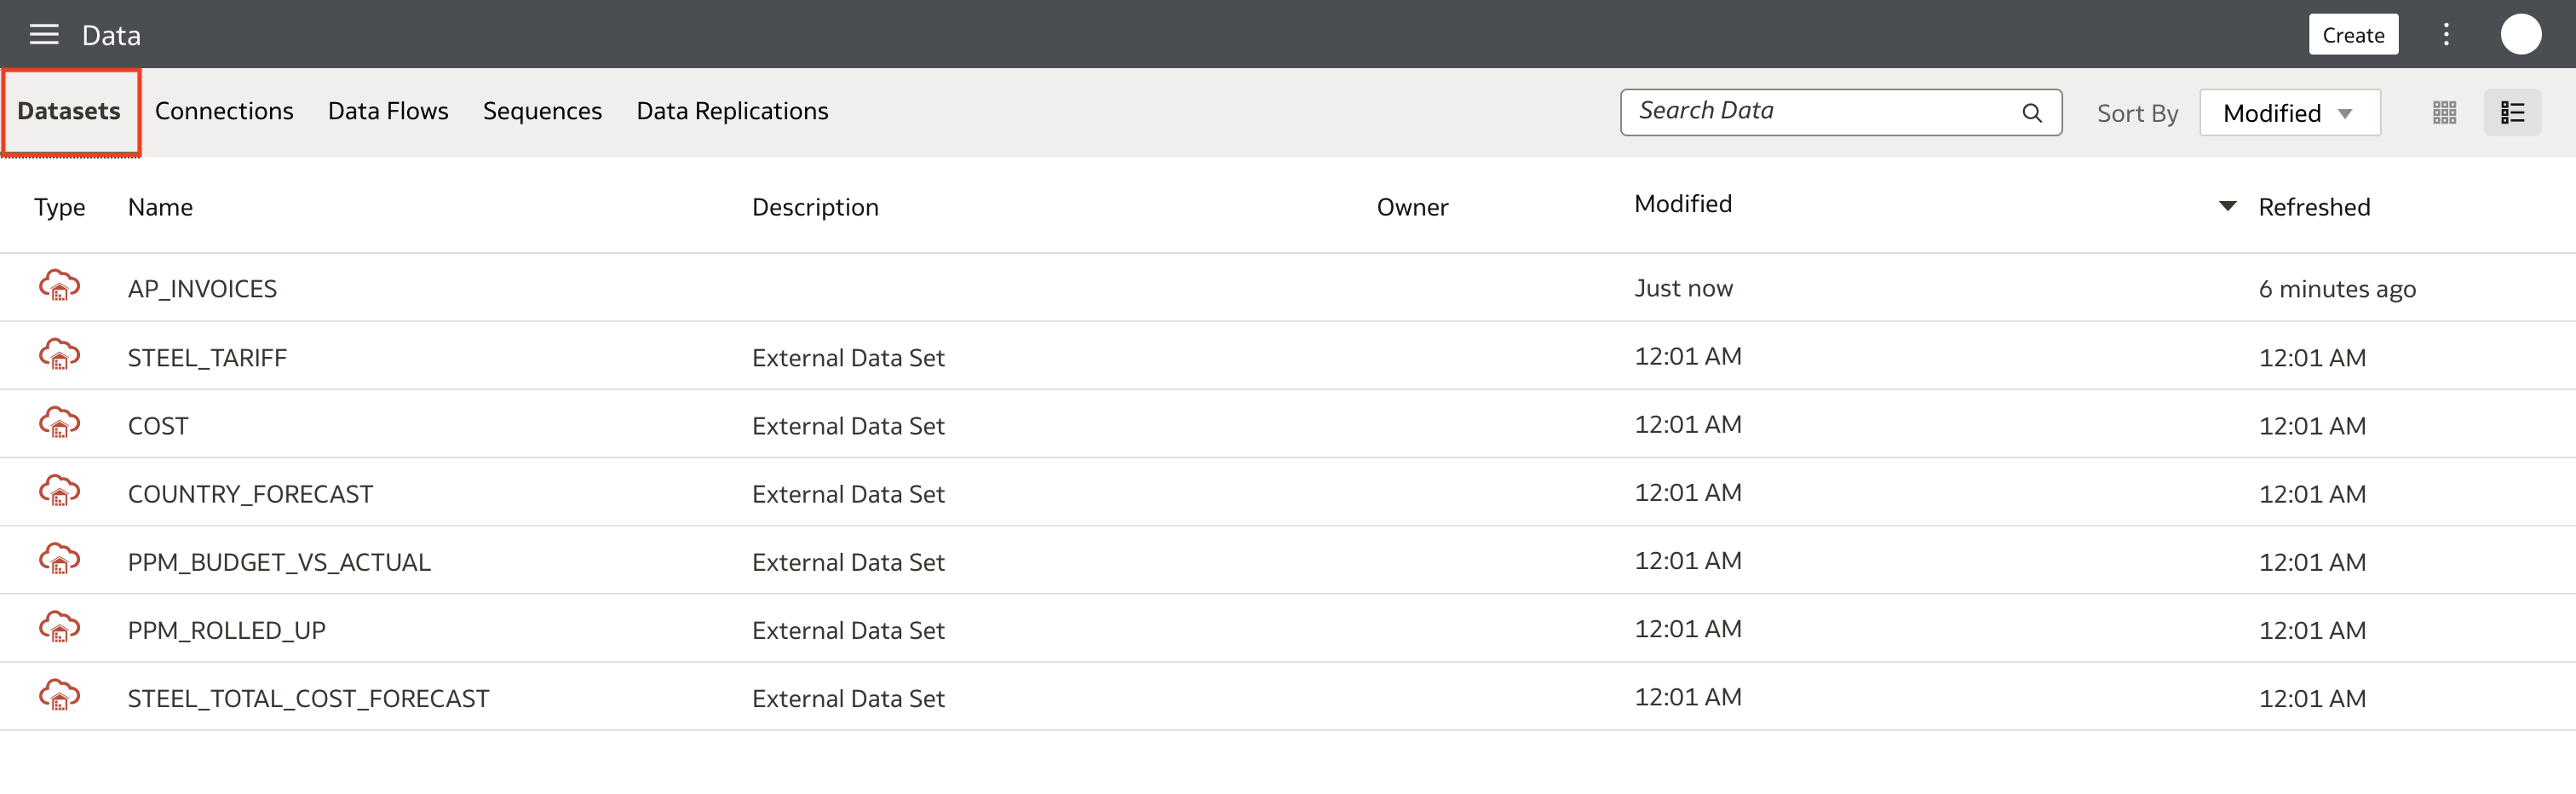 Data Create
Datasets Connections Data Flows Sequences Data Replications Search Data Sort By Modified
Type Name Description Owner Modified Refreshed
AP_INVOICES Just now 6 minutes ago
STEEL_TARIFF External Data Set 12:01 AM 12:01 AM
COST External Data Set 12:01 AM 12:01 AM
COUNTRY_FORECAST External Data Set 12:01 AM 12:01 AM
PPM_BUDGET_VS_ACTUAL External Data Set 12:01 AM 12:01 AM
PPM_ROLLED_UP External Data Set 12:01 AM 12:01 AM
STEEL_TOTAL_COST_FORECAST External Data Set 12:01 AM 12:01 AM